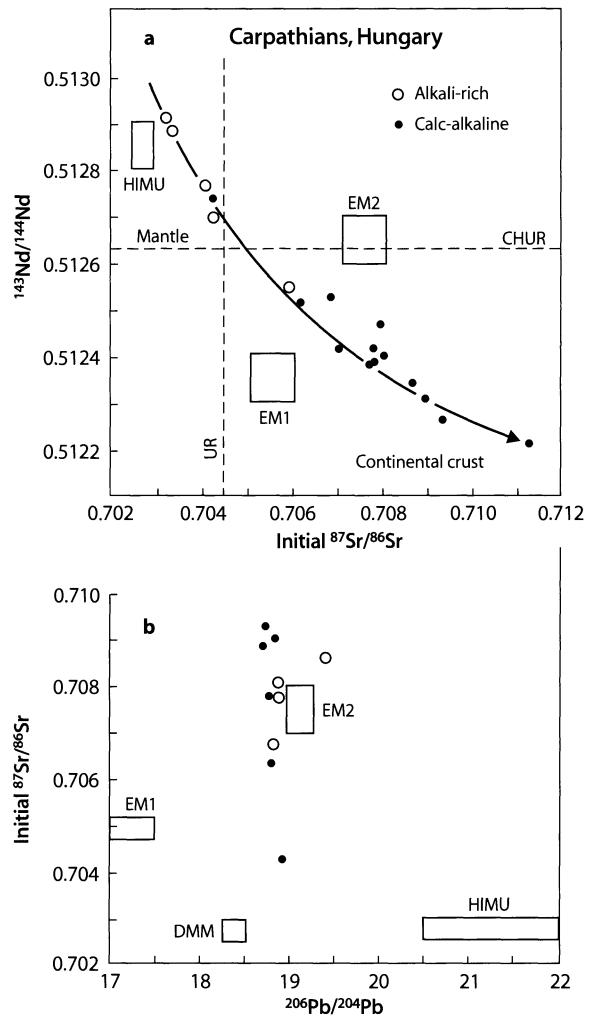 a
Carpathians, Hungary
0.5130
Alkali-rich
Calc-alkaline
0.5128
HIMU
EM2
Mantle
CHUR
0.5126
¹⁴³Nd/¹⁴⁴Nd
0.5124
EM1
0.5122
UR
Continental crust
0.702 0.704 0.706 0.708 0.710 0.712
Initial ⁸⁷Sr/⁸⁶Sr
0.710
b
0.708
EM2
0.706
Initial ⁸⁷Sr/⁸⁶Sr
EM1
0.704
HIMU
DMM
0.702
17 18 19 20 21 22
²⁰⁶Pb/²⁰⁴Pb